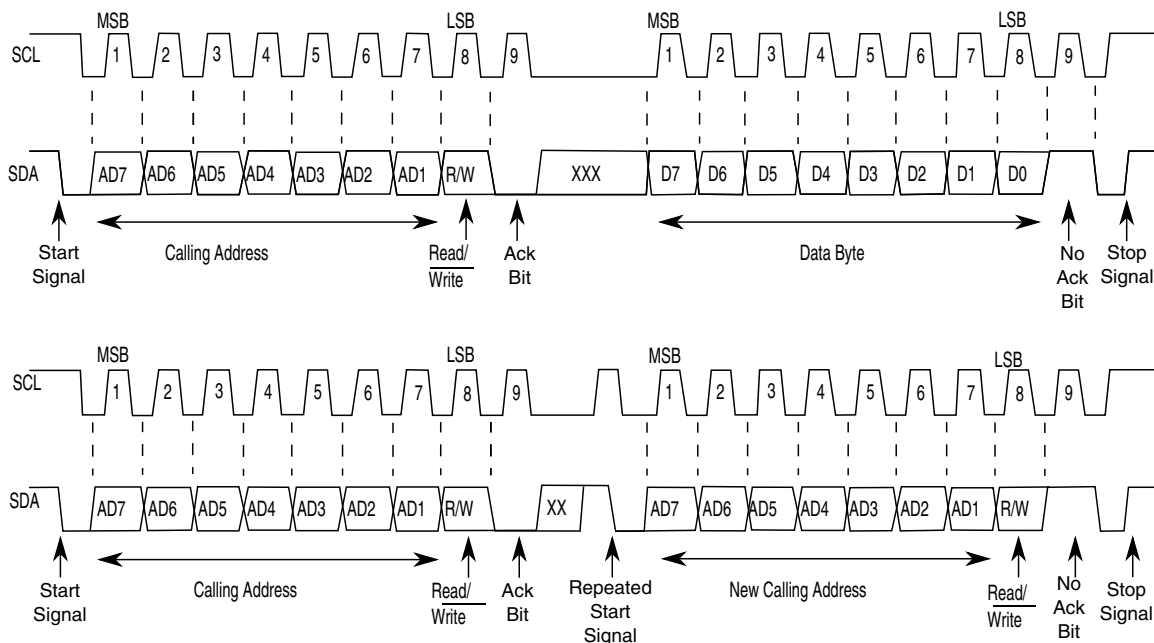 MSB LSB MSB LSB
SCL 1 2 3 4 5 6 7 8 9 1 2 3 4 5 6 7 8 9
SDA AD7 AD6 AD5 AD4 AD3 AD2 AD1 R/W XXX D7 D6 D5 D4 D3 D2 D1 D0
Start Signal
Calling Address
Read/ Write
Ack Bit
Data Byte
No Ack Bit
Stop Signal
MSB LSB MSB LSB
SCL 1 2 3 4 5 6 7 8 9 1 2 3 4 5 6 7 8 9
SDA AD7 AD6 AD5 AD4 AD3 AD2 AD1 R/W XX AD7 AD6 AD5 AD4 AD3 AD2 AD1 R/W
Start Signal
Calling Address
Read/ Write
Ack Bit
Repeated Start Signal
New Calling Address
Read/ Write
No Ack Bit
Stop Signal